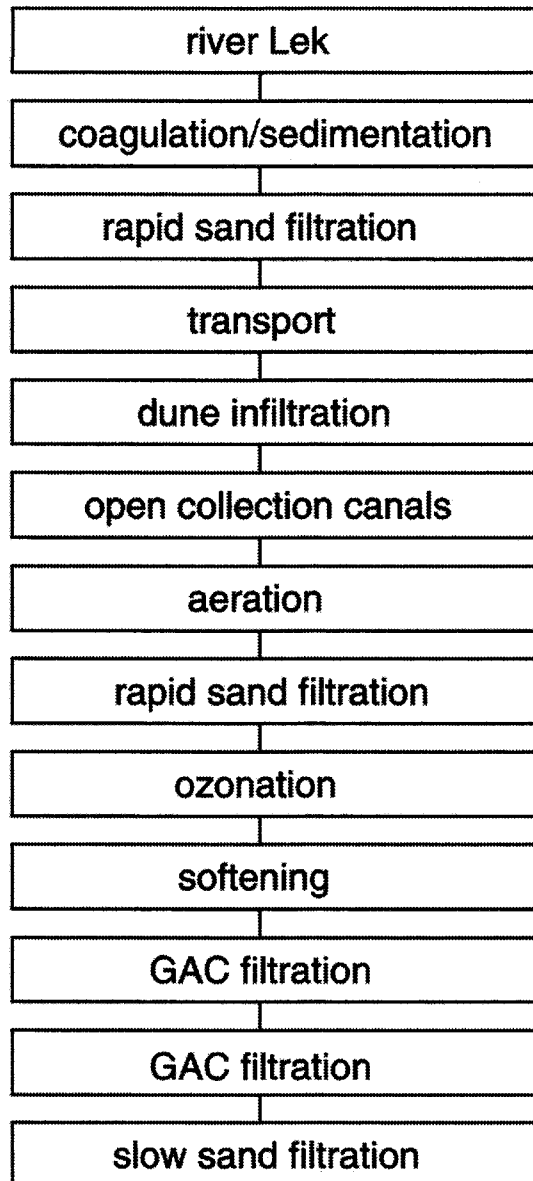 river Lek
coagulation/sedimentation
rapid sand filtration
transport
dune infiltration
open collection canals
aeration
rapid sand filtration
ozonation
softening
GAC filtration
GAC filtration
slow sand filtration